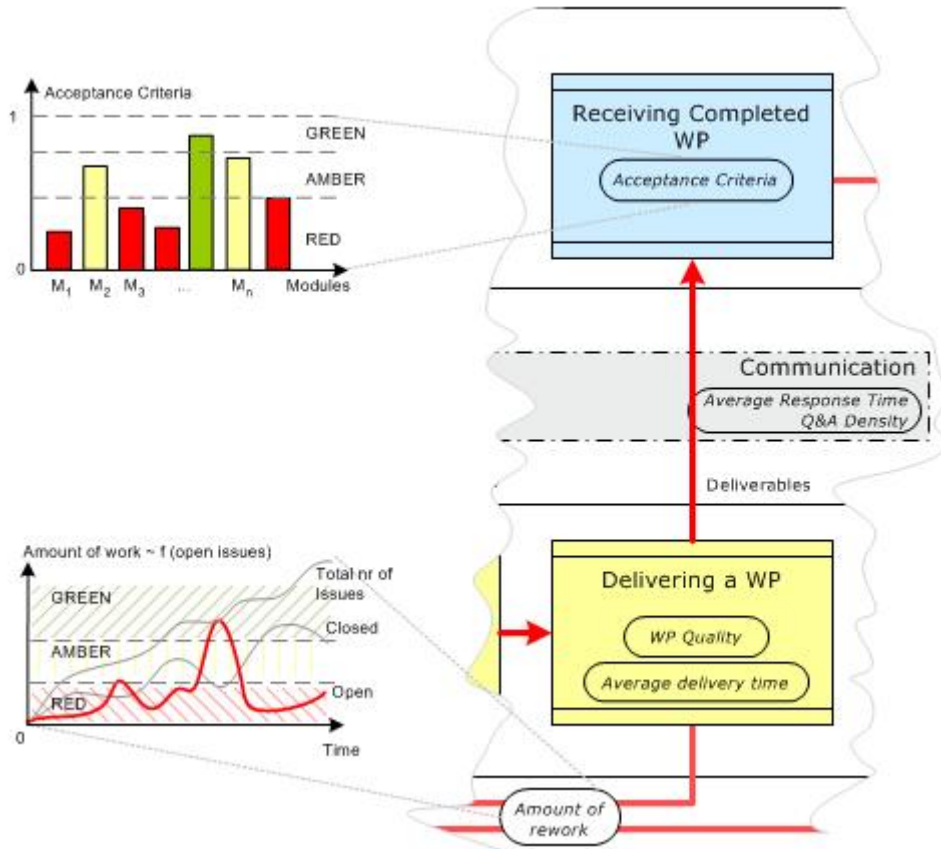 Acceptance Criteria
1
GREEN
AMBER
RED
0
M1 M2 M3 ... Mn Modules
Receiving Completed
WP
Acceptance Criteria
Communication
Average Response Time
Q&A Density
Deliverables
Amount of work ~ f (open issues)
GREEN
AMBER
RED
0
Total nr of
Issues
Closed
Open
Time
Delivering a WP
WP Quality
Average delivery time
Amount of
rework